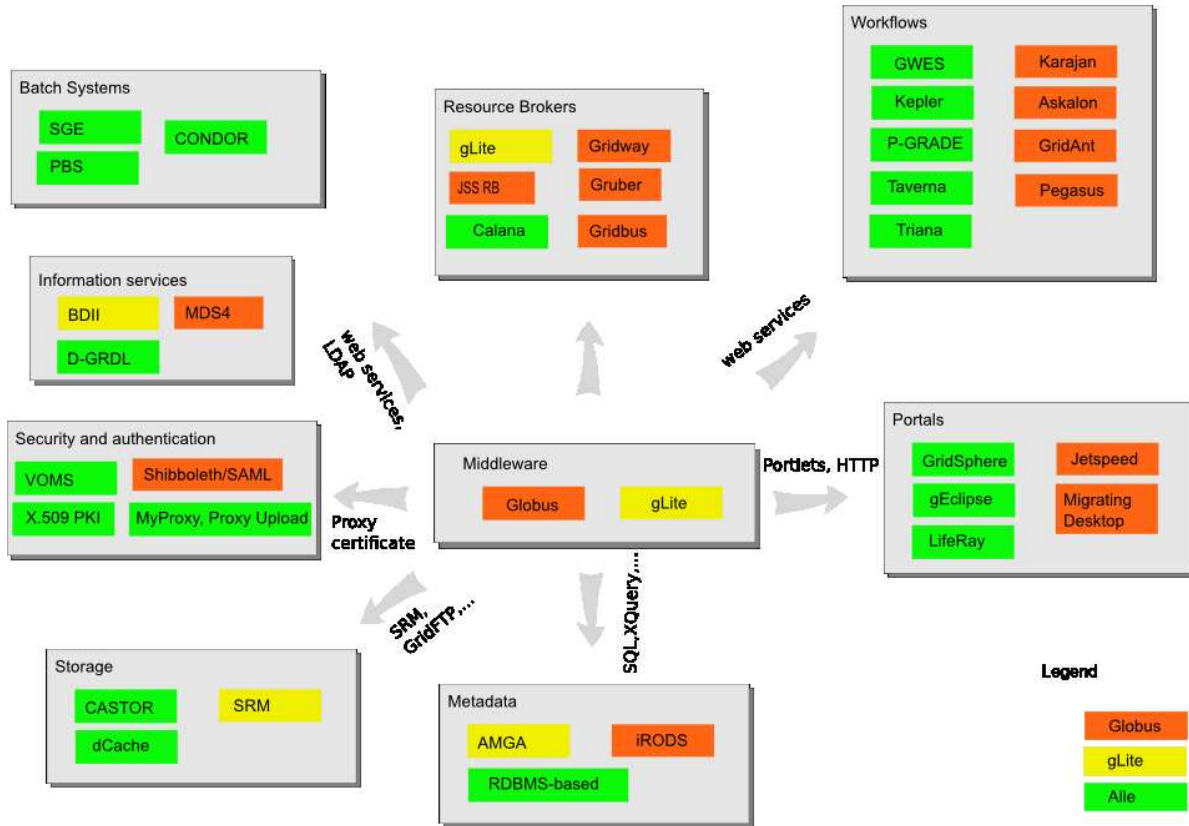 Workflows
GWES
Karajan
Kepler
Askalon
P-GRADE
GridAnt
Taverna
Pegasus
Triana
Batch Systems
SGE
CONDOR
PBS
Resource Brokers
gLite
Gridway
JSS RB
Gruber
Calana
Gridbus
Information services
BDII
MDS4
D-GRDL
web services,
LDAP
web services
Security and authentication
VOMS
Shibboleth/SAML
X.509 PKI
MyProxy, Proxy Upload
Proxy
certificate
Middleware
Globus
gLite
Portlets, HTTP
Portals
GridSphere
Jetspeed
gEclipse
Migrating
Desktop
LifeRay
SRM,
GridFTP,...
SQL,XQuery,...
Storage
CASTOR
SRM
dCache
Metadata
AMGA
iRODS
RDBMS-based
Legend
Globus
gLite
Alle